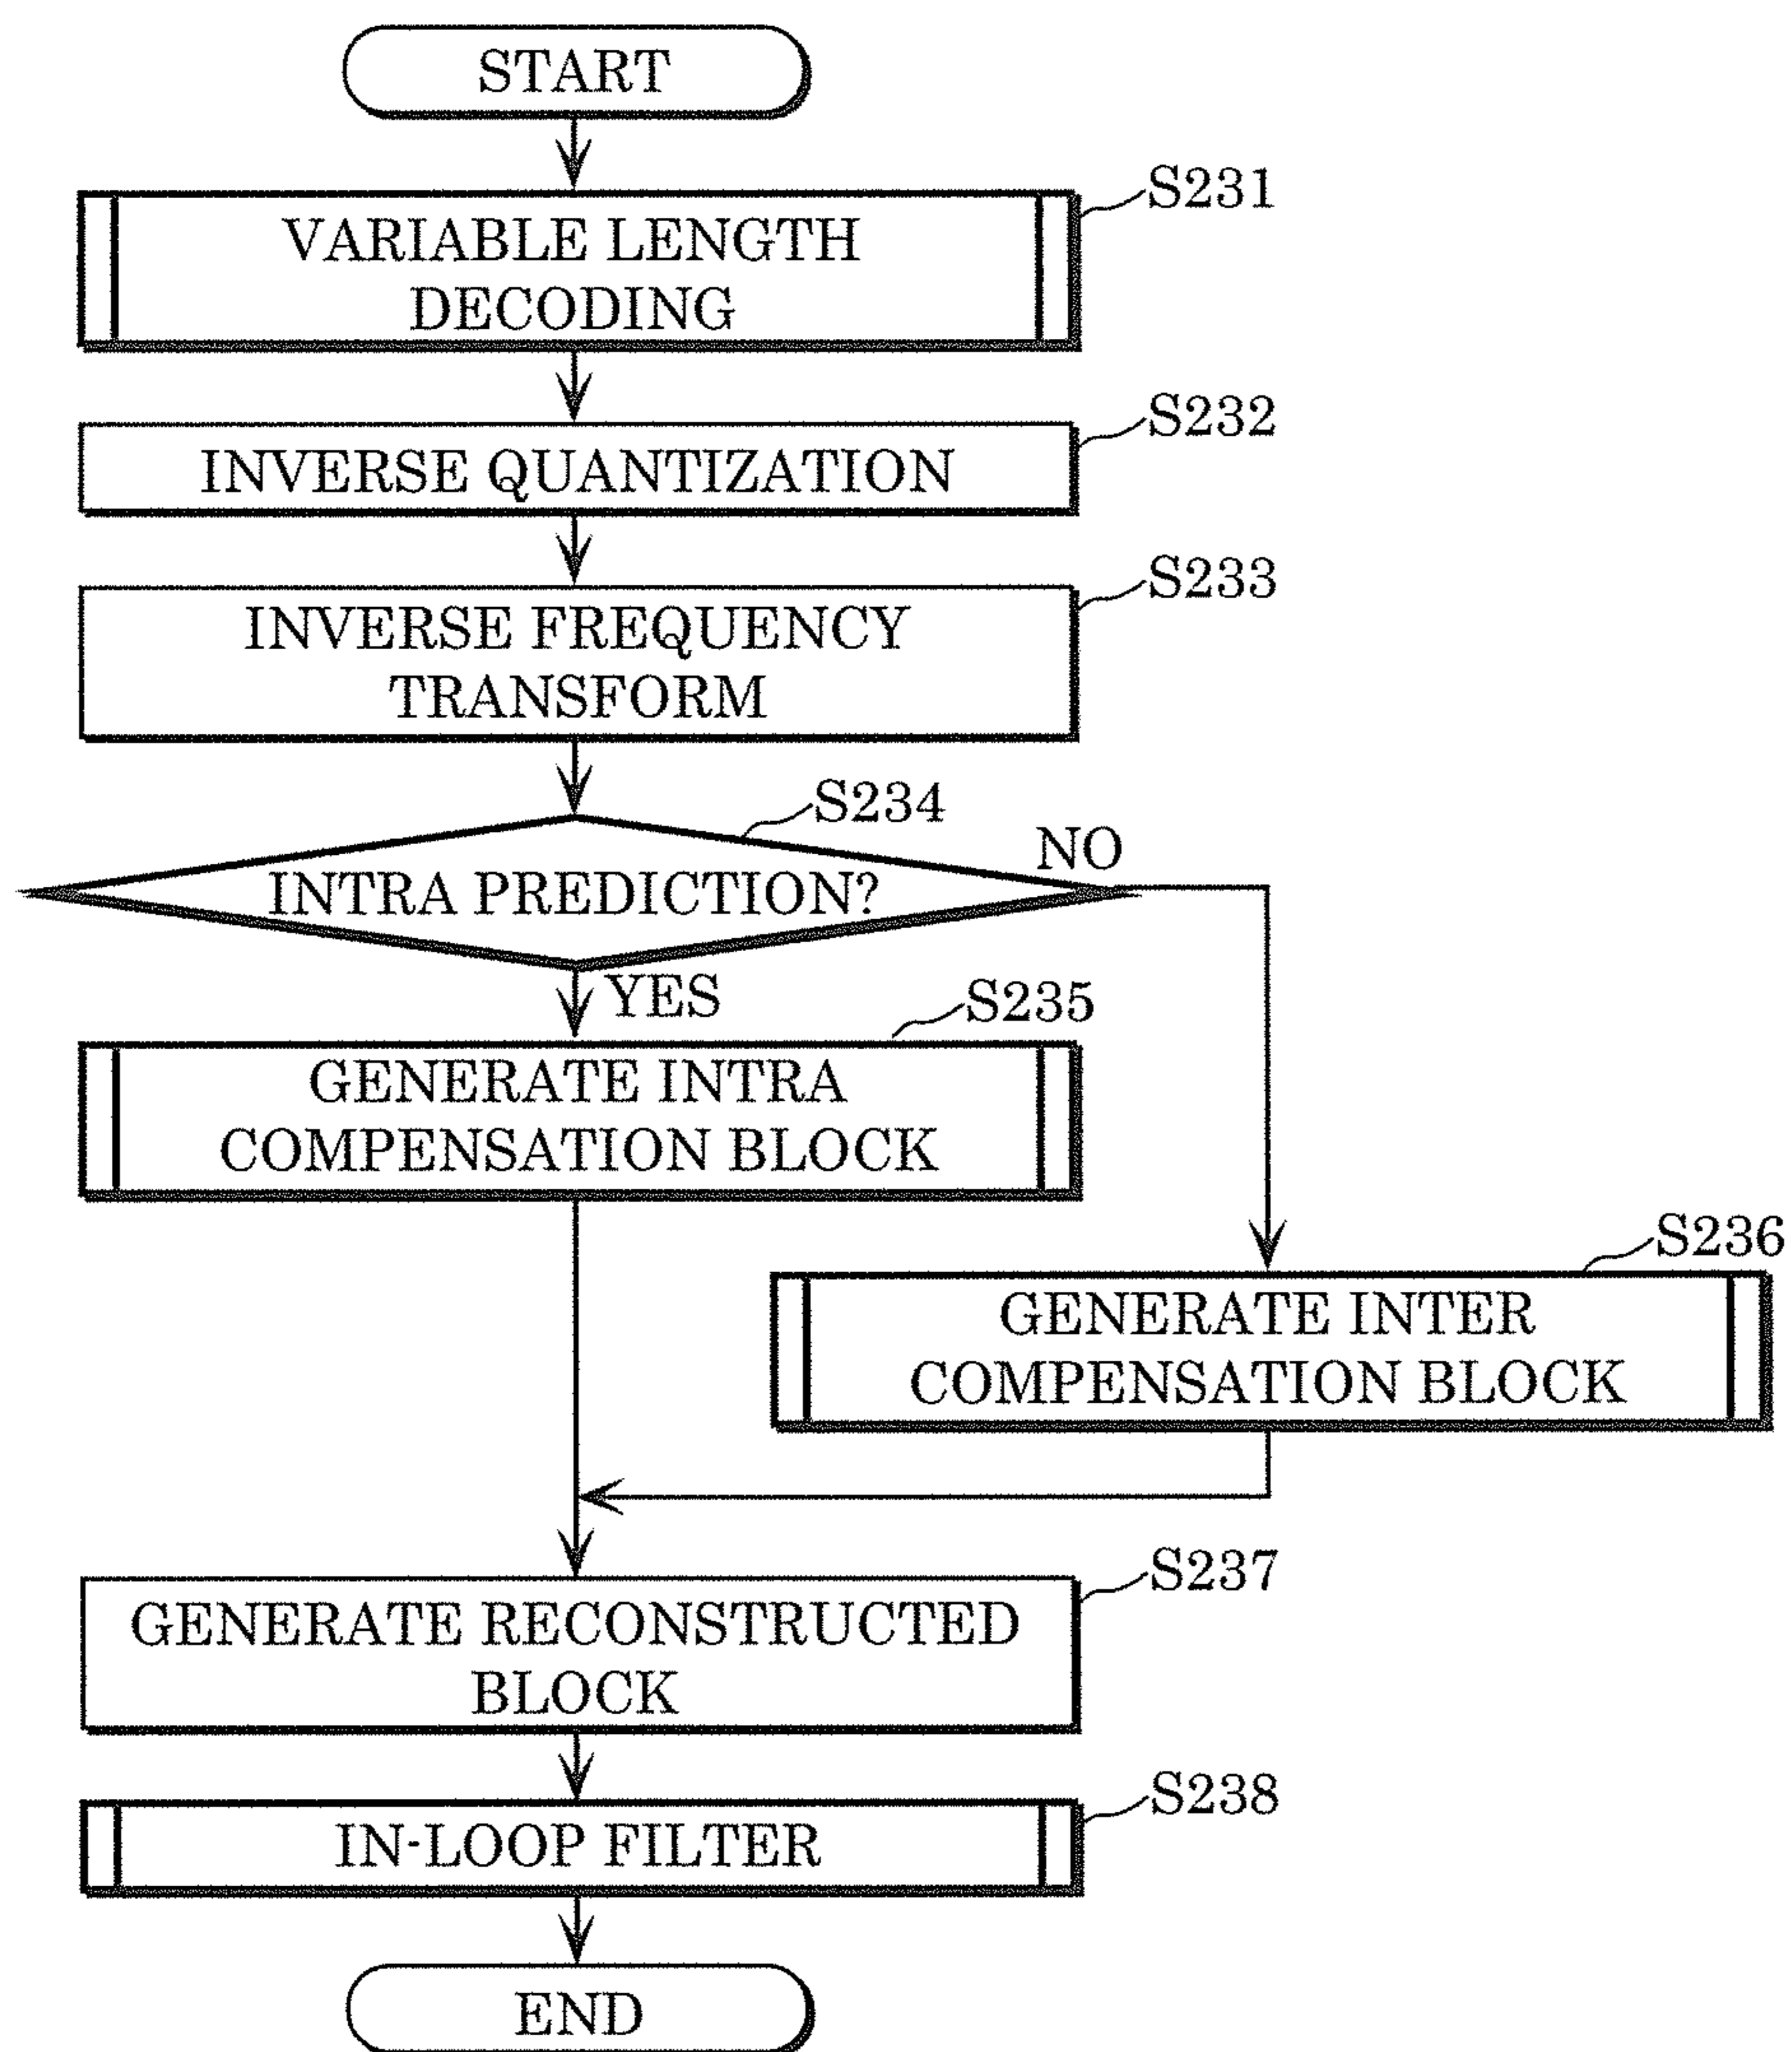 START
S231
VARIABLE LENGTH
DECODING
S232
INVERSE QUANTIZATION
S233
INVERSE FREQUENCY
TRANSFORM
S234
NO
INTRA PREDICTION?
YES
S235
GENERATE INTRA
COMPENSATION BLOCK
S236
GENERATE INTER
COMPENSATION BLOCK
S237
GENERATE RECONSTRUCTED
BLOCK
S238
IN-LOOP FILTER
END